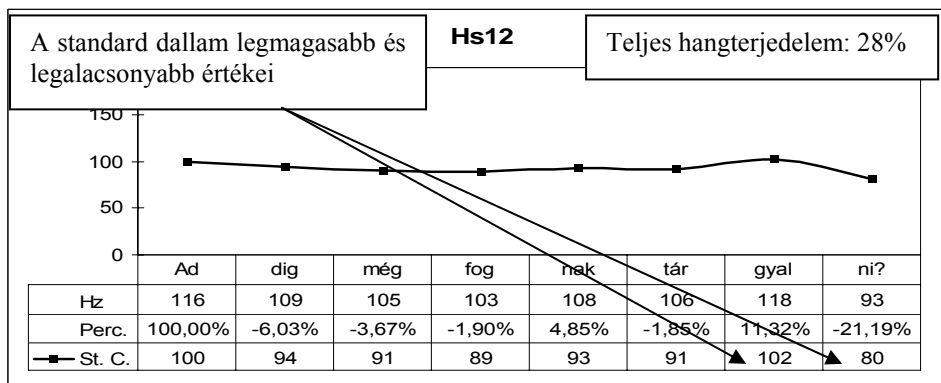 A standard dallam legmagasabb és
legalacsonyabb értékei
Hs12
Teljes hangterjedelem: 28%
150
100
50
0
Ad dig még fog nak tár gyal ni?
Hz 116 109 105 103 108 106 118 93
Perc. 100,00% -6,03% -3,67% -1,90% 4,85% -1,85% 11,32% -21,19%
St. C. 100 94 91 89 93 91 102 80